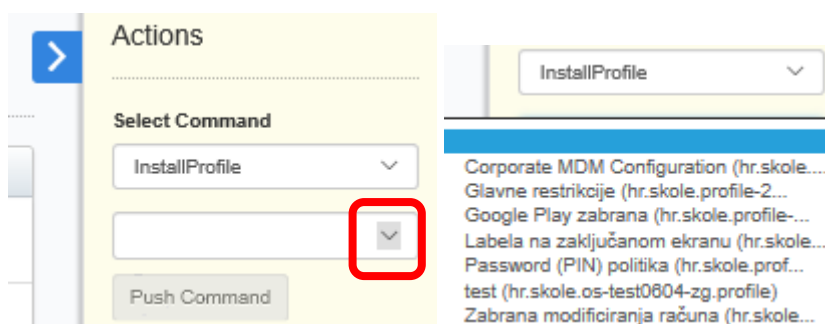 Actions
Select Command
InstallProfile
Push Command
InstallProfile
Corporate MDM Configuration (hr.skole....
Glavne restrikcije (hr.skole.profile-2...
Google Play zabrana (hr.skole.profile-...
Labela na zaključanom ekranu (hr.skole...
Password (PIN) politika (hr.skole.prof...
test (hr.skole.os-test0604-zg.profile)
Zabrana modificiranja računa (hr.skole...